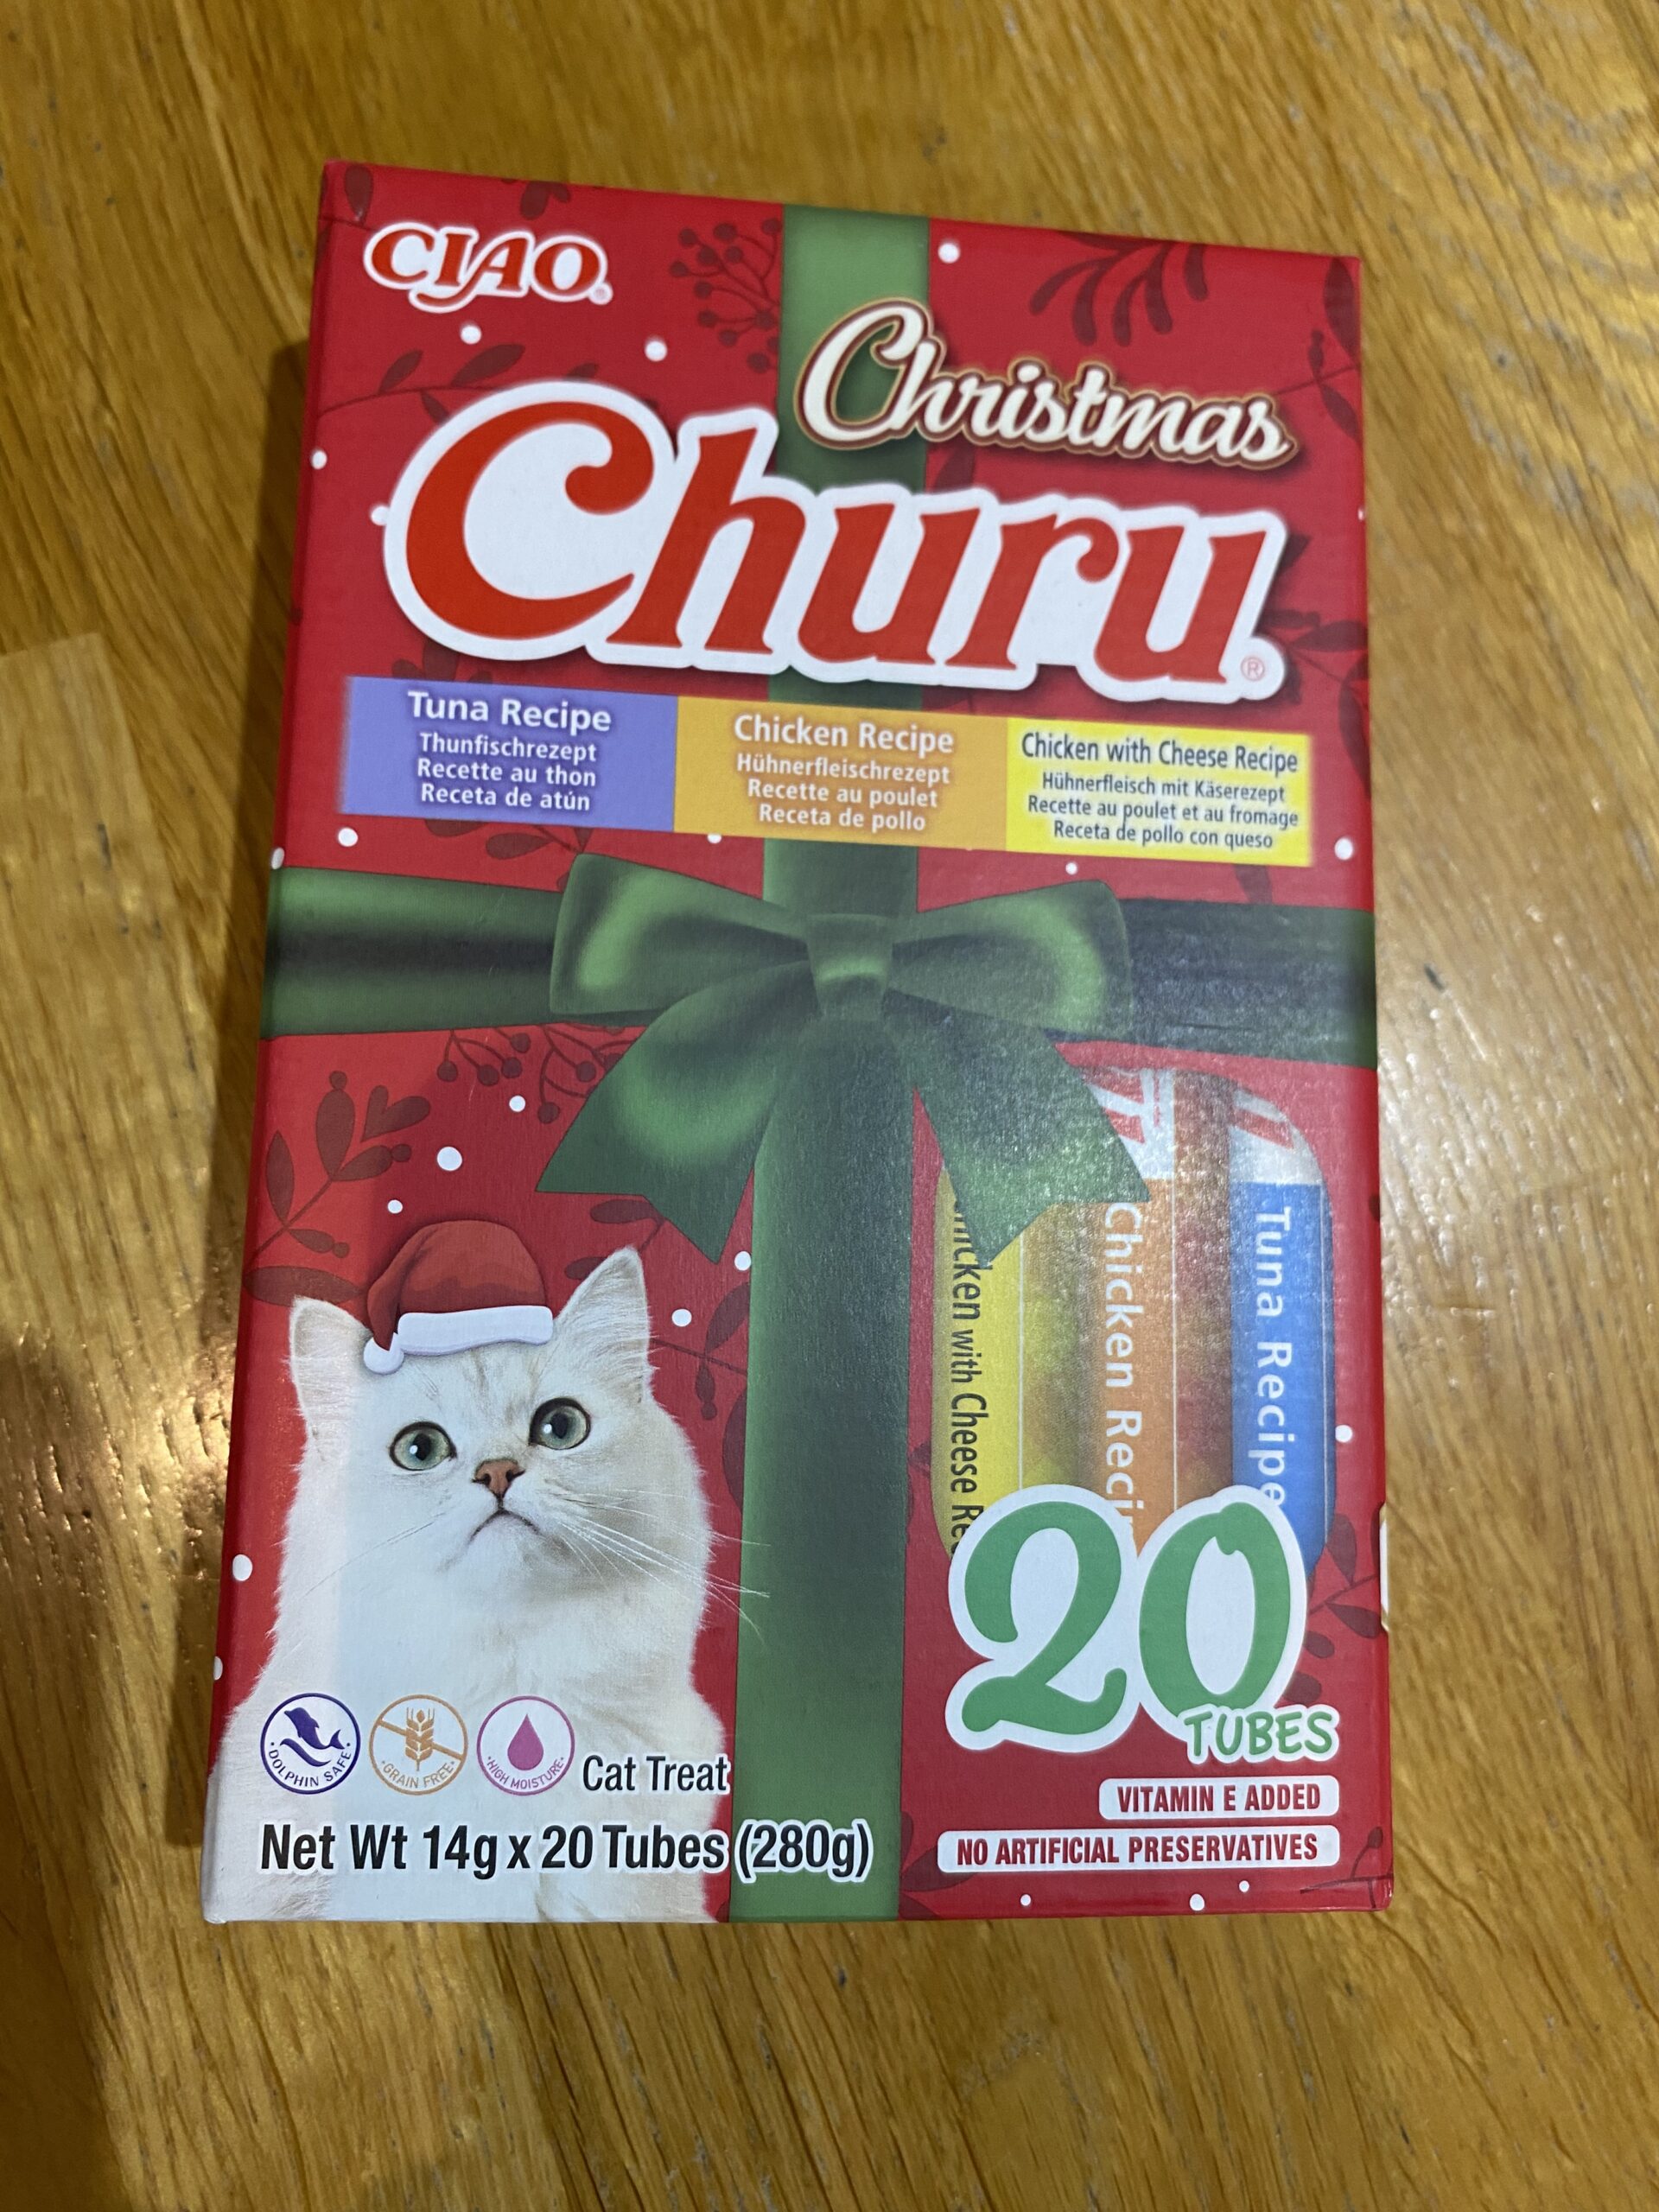 CIAO
Christmas
Churu®
Tuna Recipe
Thunfischrezept
Recette au thon
Receta de atún
Chicken Recipe
Hühnerfleischrezept
Recette au poulet
Receta de pollo
Chicken with Cheese Recipe
Hühnerfleisch mit Käserezept
Recette au poulet et au fromage
Receta de pollo con queso
with Cheese
Chicken
Tuna Recipe
20
TUBES
DOLPHIN SAFE
GRAIN FREE
HIGH MOISTURE
Cat Treat
VITAMIN E ADDED
Net Wt 14g x 20 Tubes (280g)
NO ARTIFICIAL PRESERVATIVES